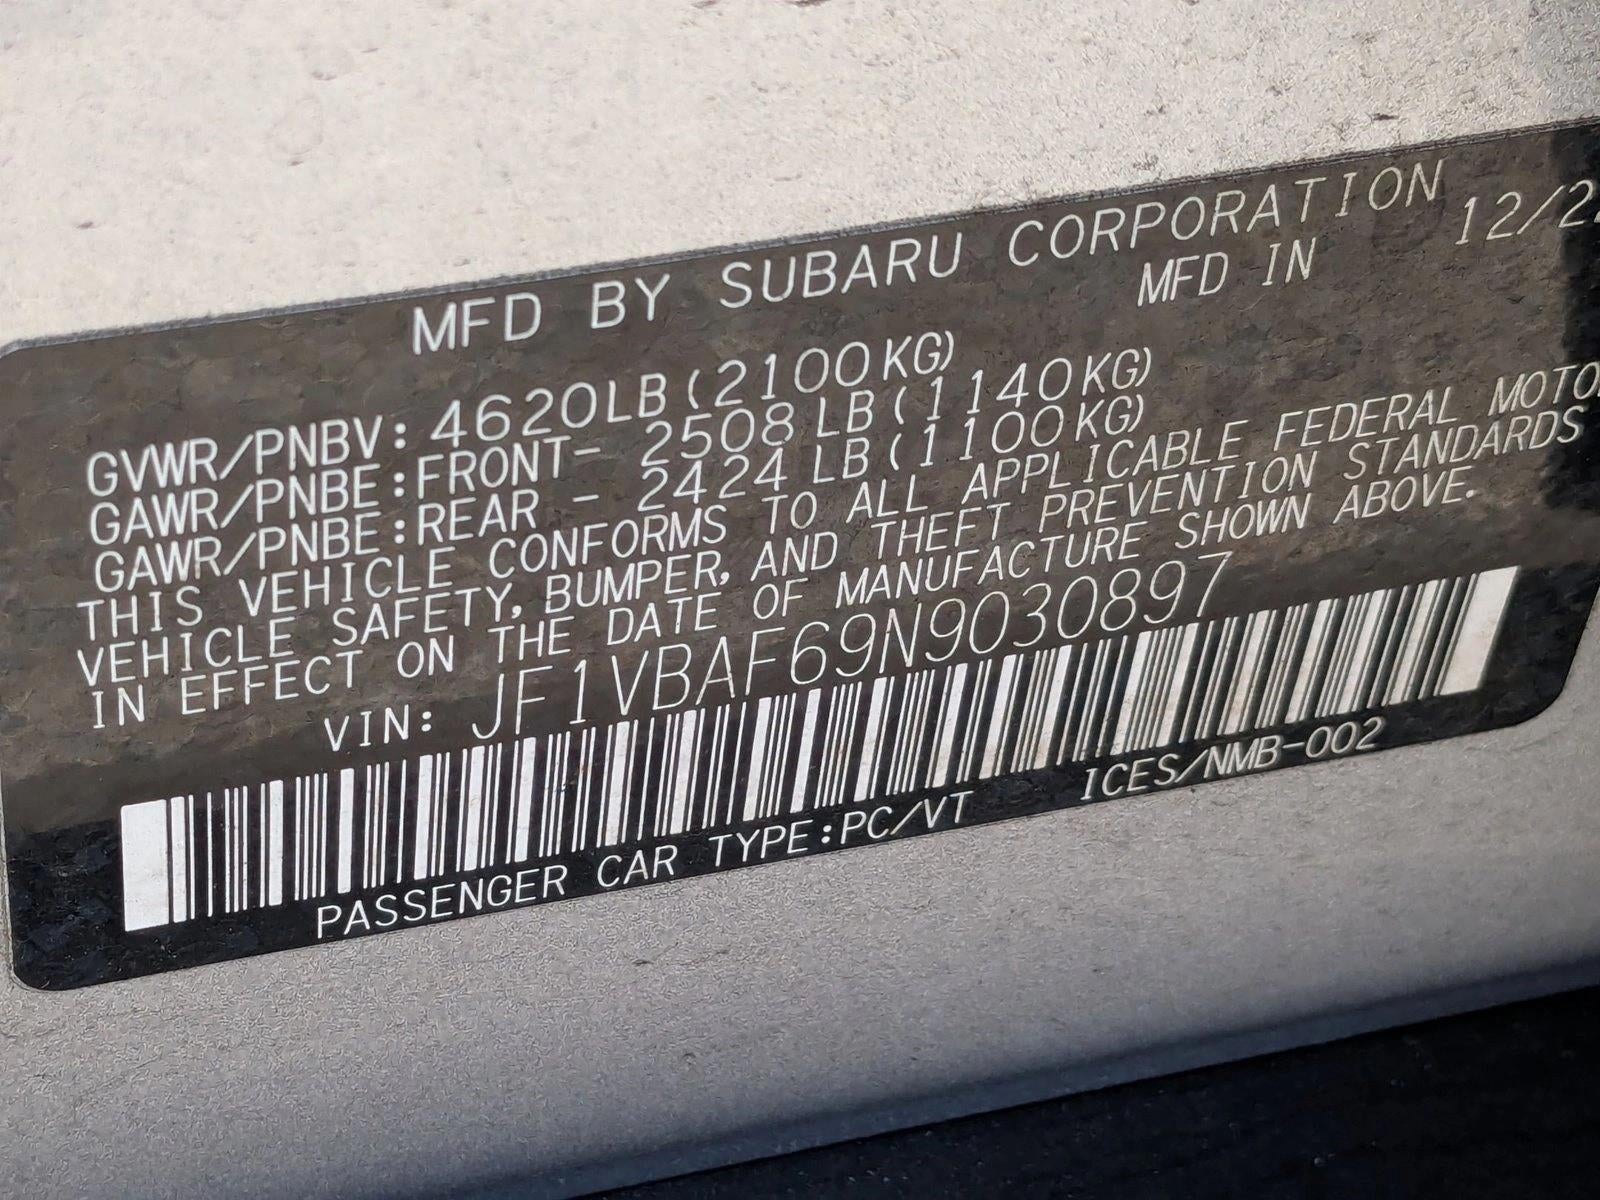 MFD BY SUBARU CORPORATION
MFD IN 12/2
GVWR/PNBV: 4620LB(2100KG)
GAWR/PNBE:FRONT- 2508LB(1140KG)
GAWR/PNBE:REAR - 2424LB(1100KG)
THIS VEHICLE CONFORMS TO ALL APPLICABLE FEDERAL MOTO
VEHICLE SAFETY, BUMPER, AND THEFT PREVENTION STANDARDS
IN EFFECT ON THE DATE OF MANUFACTURE SHOWN ABOVE.
VIN: JF1VBAF69N9030897
PASSENGER CAR TYPE:PC/VT ICES/NMB-002